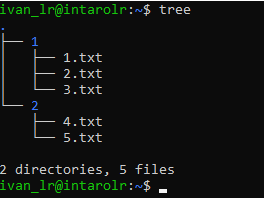 ivan_lr@intarolr:~$ tree
.
├── 1
│   ├── 1.txt
│   ├── 2.txt
│   └── 3.txt
└── 2
    ├── 4.txt
    └── 5.txt

2 directories, 5 files
ivan_lr@intarolr:~$